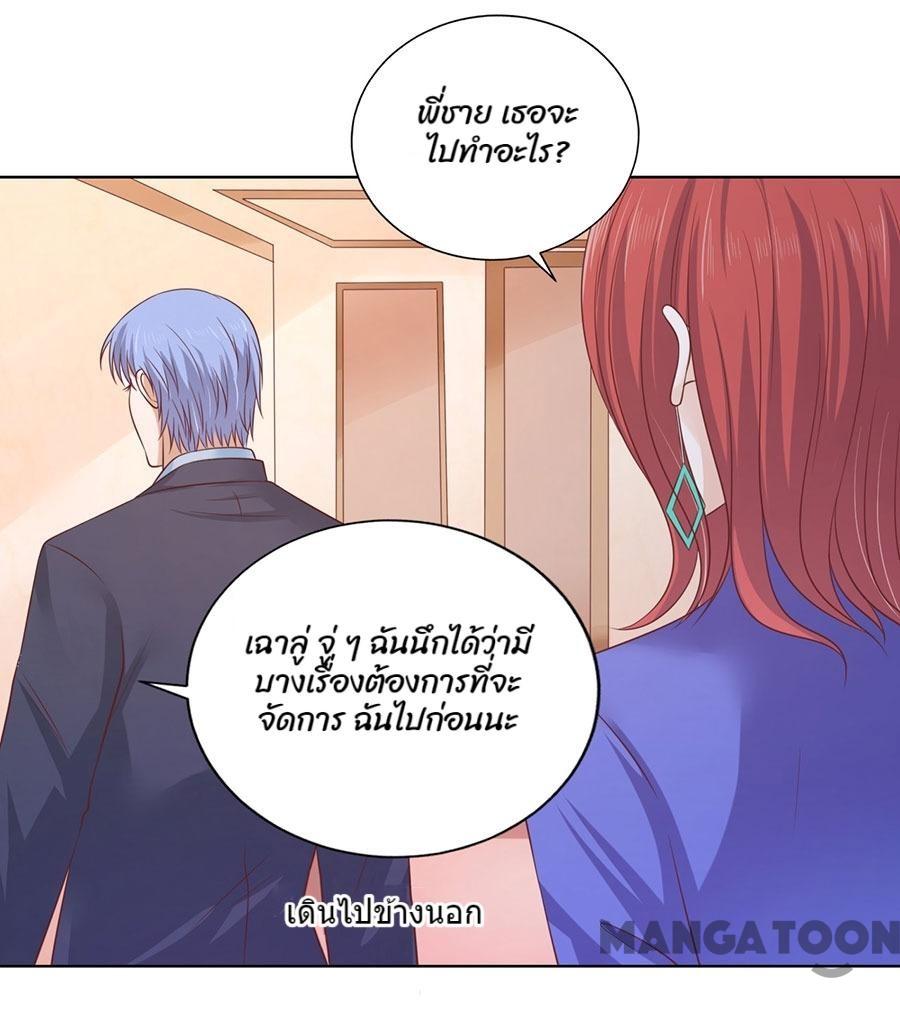 พี่ชาย เธอจะ
ไปทำอะไร?
เฉาลู่ จู่ ๆ ฉันนึกได้ว่ามี
บางเรื่องต้องการที่จะ
จัดการ ฉันไปก่อนนะ
เดินไปข้างนอก
MANGATOON